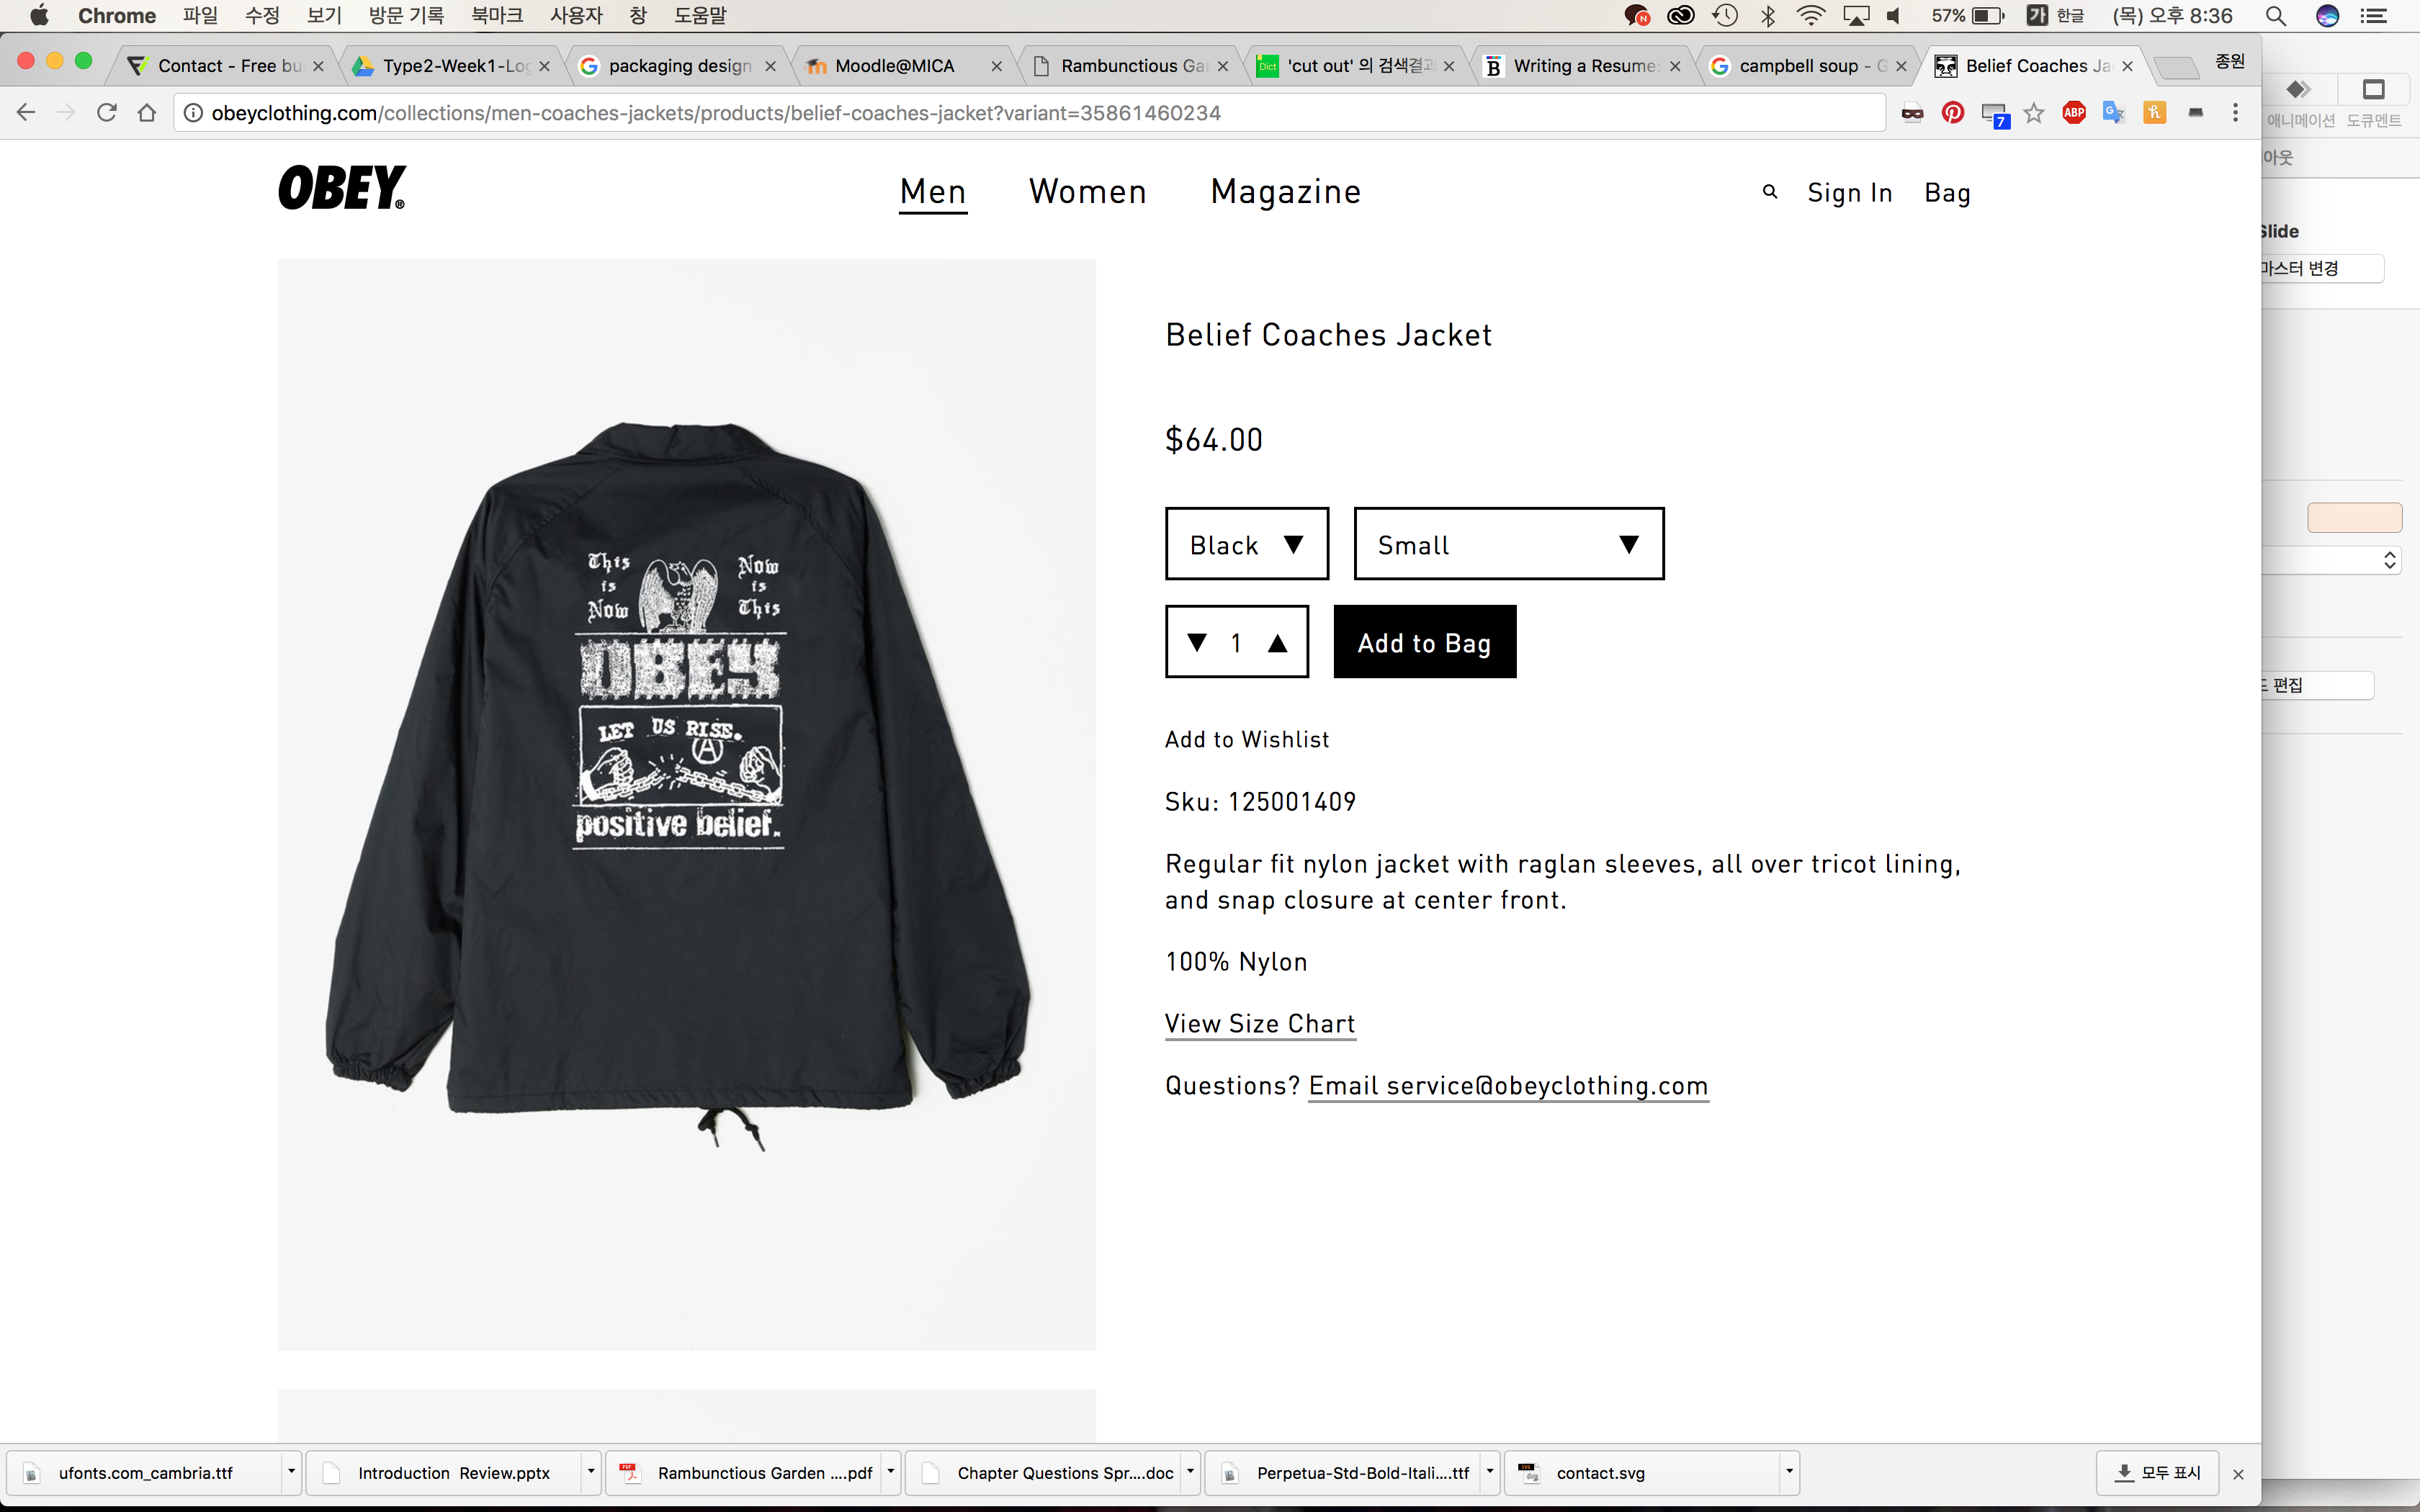 Chrome 파일 수정 보기 방문 기록 북마크 사용자 창 도움말 57% 가 한글 (목) 오후 8:36
Contact - Free bu
Type2-Week1-Lo
packaging design
Moodle@MICA
Rambunctious Ga
Dict 'cut out' 의 검색결과
B Writing a Resume:
campbell soup - G
Belief Coaches Ja
종원
obeyclothing.com/collections/men-coaches-jackets/products/belief-coaches-jacket?variant=35861460234
7
ABP
애니메이션 도큐멘트
아웃
OBEY®
Men Women Magazine
Sign In Bag
Slide
마스터 변경
Belief Coaches Jacket
$64.00
Black ▼ Small ▼
▼ 1 ▲ Add to Bag
편집
Add to Wishlist
Sku: 125001409
Regular fit nylon jacket with raglan sleeves, all over tricot lining,
and snap closure at center front.
100% Nylon
View Size Chart
Questions? Email service@obeyclothing.com
This Now
is is
Now This
OBEY
LET US RISE.
positive belief.
ufonts.com_cambria.ttf
Introduction Review.pptx
Rambunctious Garden ....pdf
Chapter Questions Spr....doc
Perpetua-Std-Bold-Itali....ttf
contact.svg
모두 표시